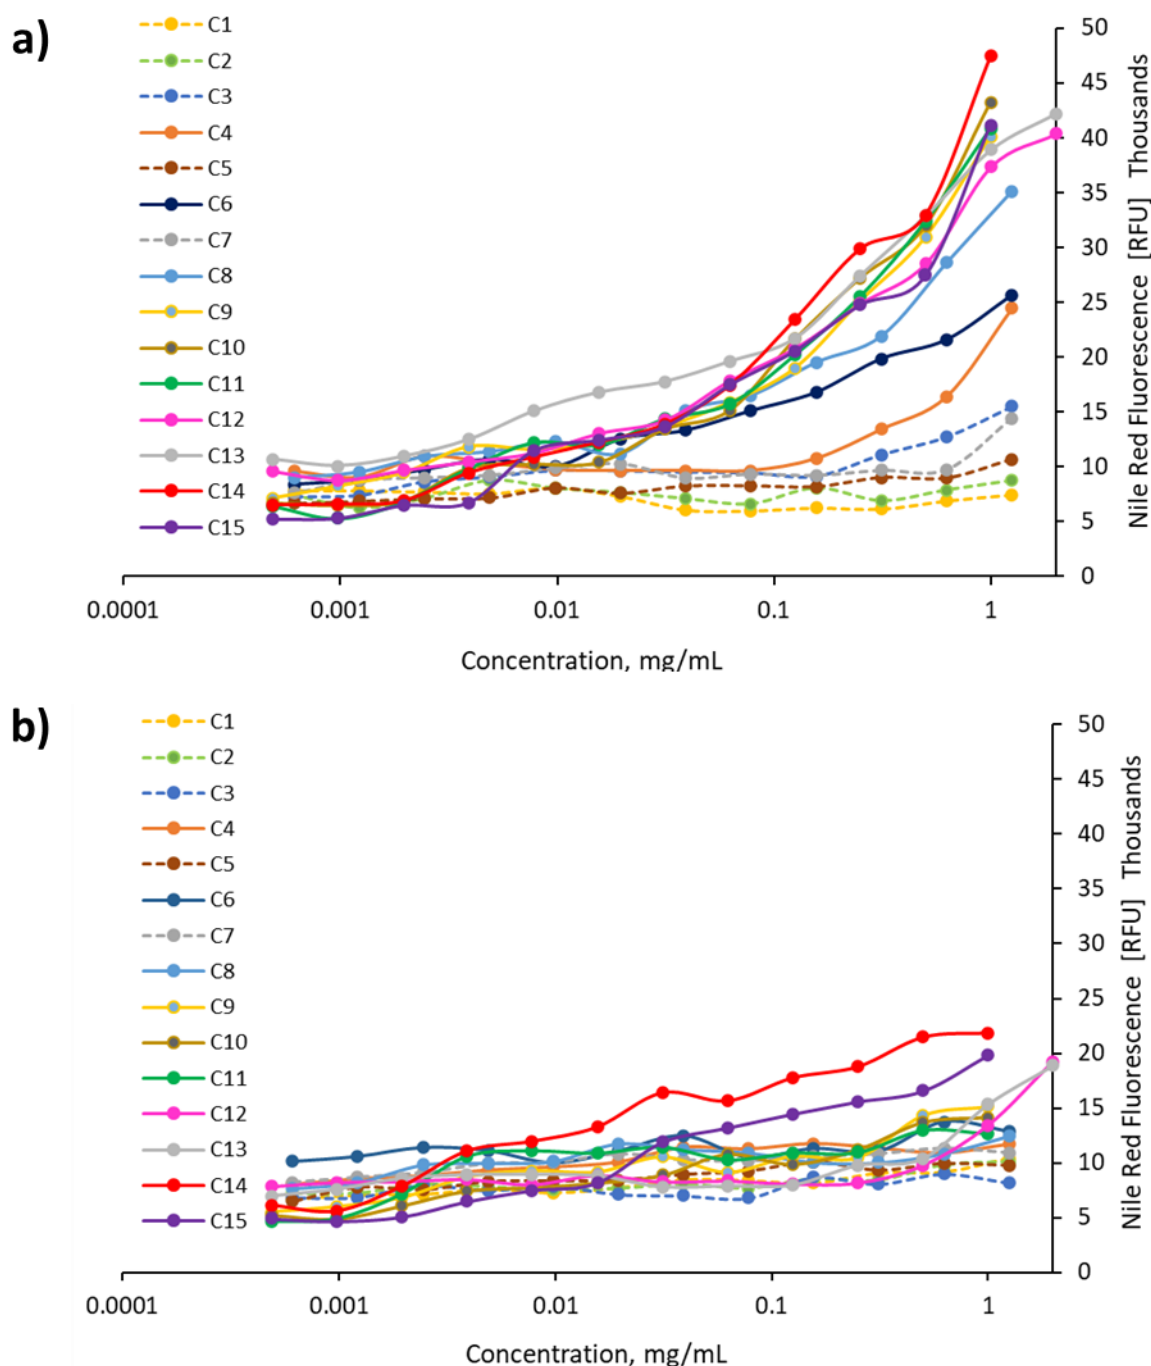 a)
C1
C2
C3
C4
C5
C6
C7
C8
C9
C10
C11
C12
C13
C14
C15
50
45
40
35
30
25
20
15
10
5
0
Nile Red Fluorescence [RFU] Thousands
0.0001 0.001 0.01 0.1 1
Concentration, mg/mL
b)
C1
C2
C3
C4
C5
C6
C7
C8
C9
C10
C11
C12
C13
C14
C15
50
45
40
35
30
25
20
15
10
5
0
Nile Red Fluorescence [RFU] Thousands
0.0001 0.001 0.01 0.1 1
Concentration, mg/mL